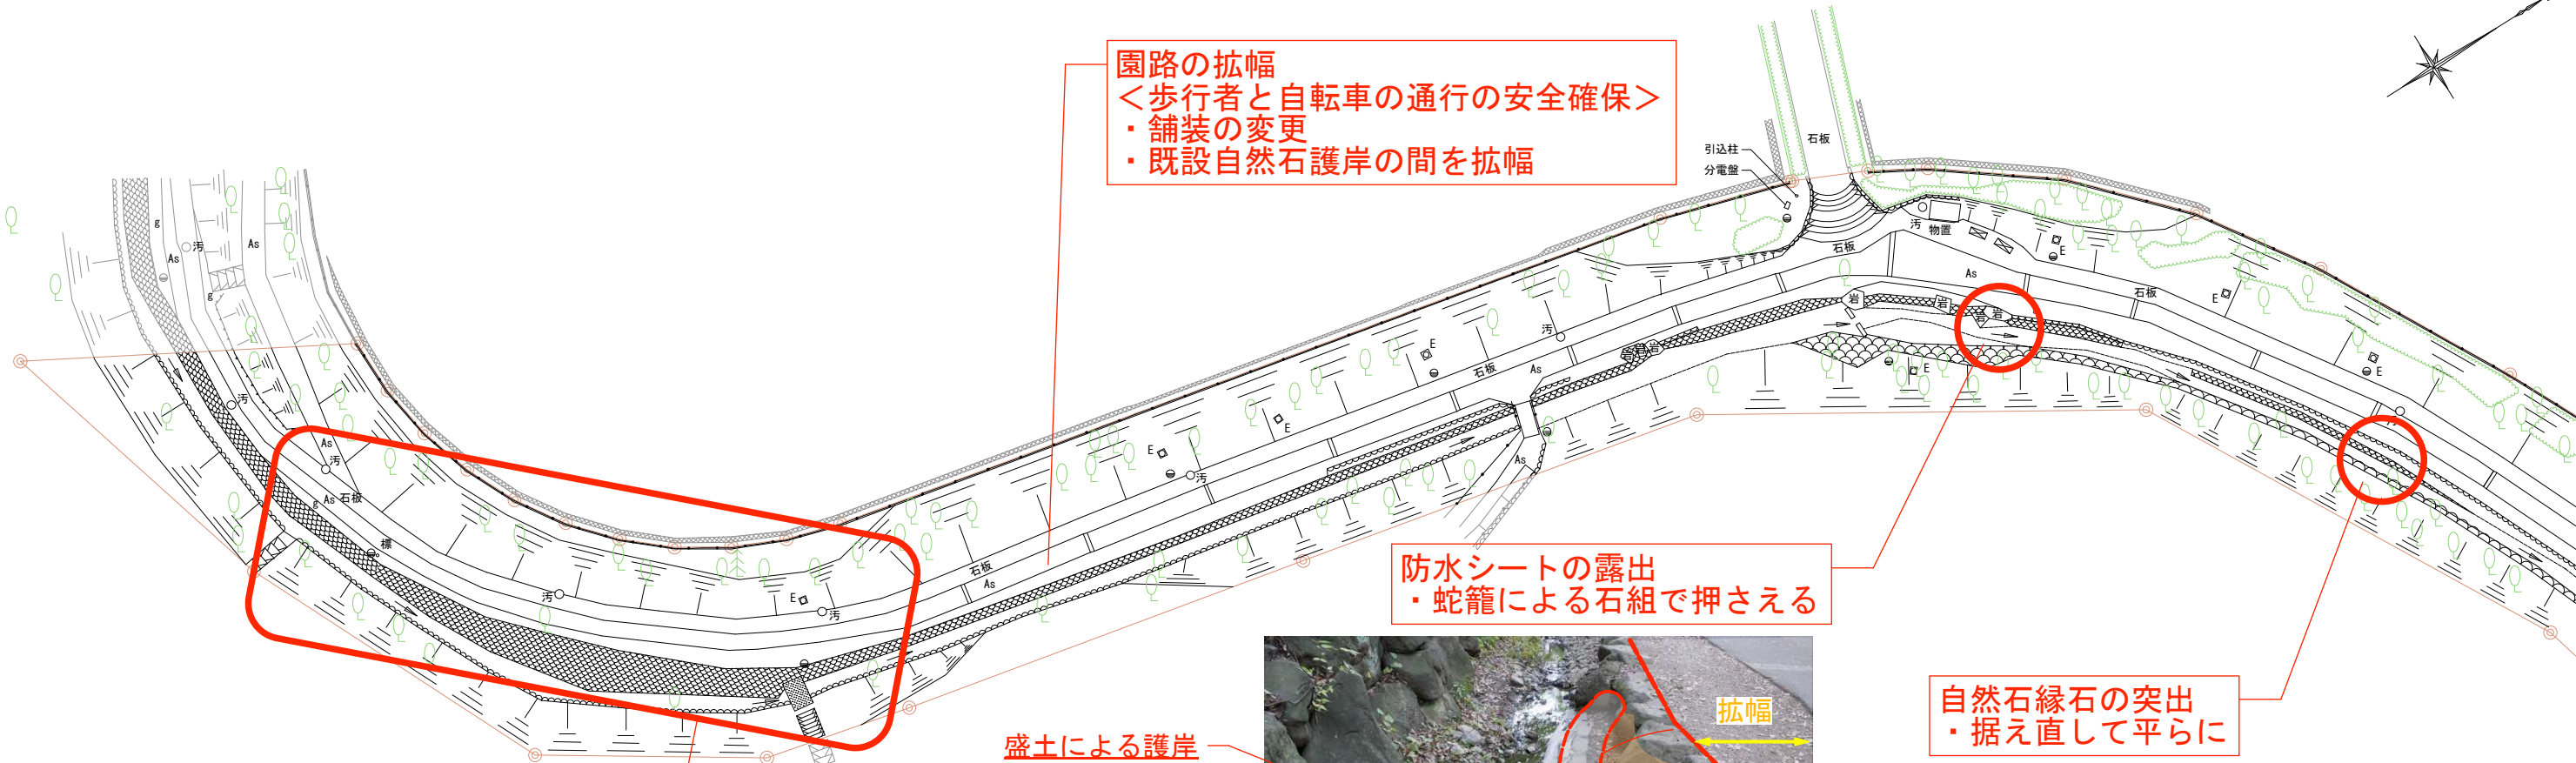 園路の拡幅
＜歩行者と自転車の通行の安全確保＞
・舗装の変更
・既設自然石護岸の間を拡幅
引込柱
分電盤
石板
汚
物置
E
石板
As
石板
E
E
g
As
汚
As
g
岩
岩
岩
岩
汚
E
石板
As
岩
E
E
汚
汚
As
汚
g
As
石板
標
E
E
汚
As
石板
As
汚
E
汚
防水シートの露出
・蛇籠による石組で押さえる
自然石縁石の突出
・据え直して平らに
拡幅
盛土による護岸